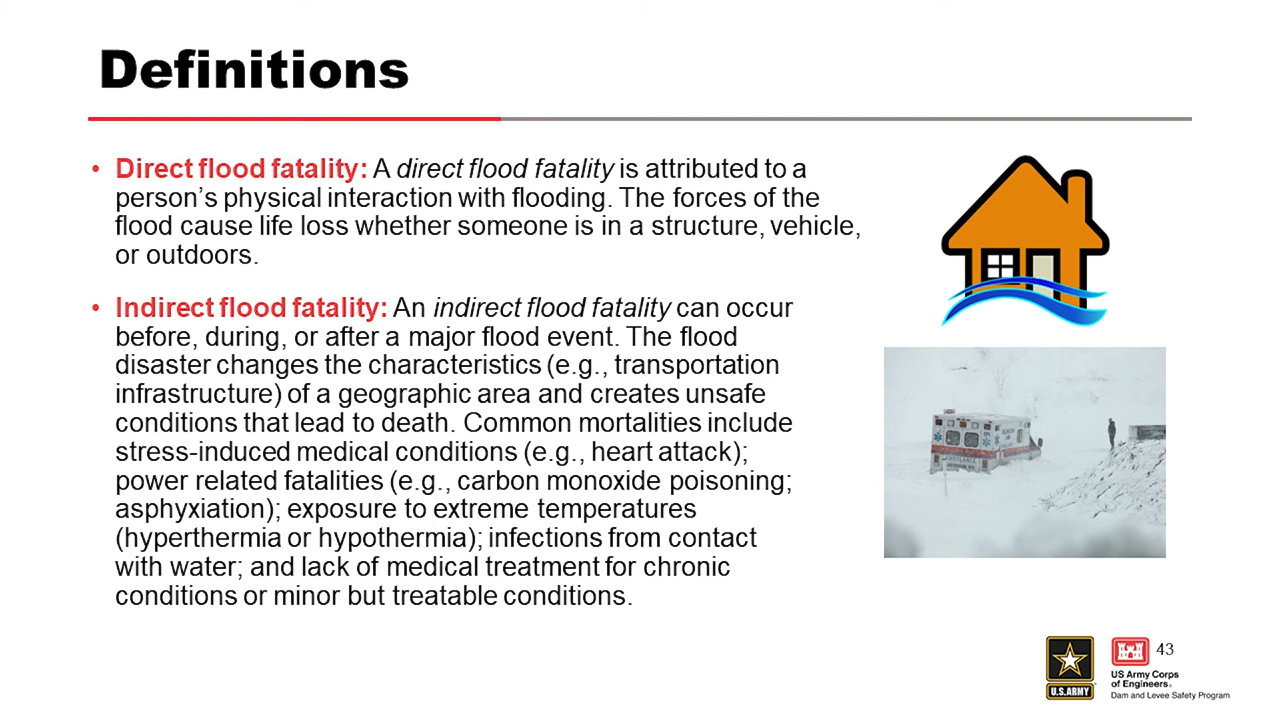 Definitions
• Direct flood fatality: A direct flood fatality is attributed to a
person’s physical interaction with flooding. The forces of the
flood cause life loss whether someone is in a structure, vehicle,
or outdoors.
• Indirect flood fatality: An indirect flood fatality can occur
before, during, or after a major flood event. The flood
disaster changes the characteristics (e.g., transportation
infrastructure) of a geographic area and creates unsafe
conditions that lead to death. Common mortalities include
stress-induced medical conditions (e.g., heart attack);
power related fatalities (e.g., carbon monoxide poisoning;
asphyxiation); exposure to extreme temperatures
(hyperthermia or hypothermia); infections from contact
with water; and lack of medical treatment for chronic
conditions or minor but treatable conditions.
AMBULANCE
43
U.S.ARMY
US Army Corps
of Engineers®
Dam and Levee Safety Program